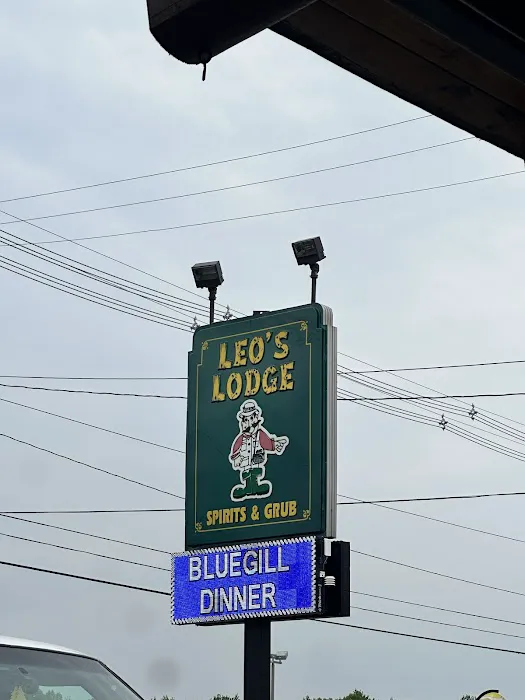 LEO'S
LODGE
SPIRITS & GRUB
BLUEGILL
DINNER